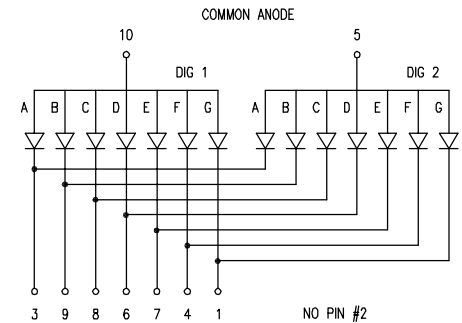 COMMON ANODE
10 5
DIG 1 DIG 2
A B C D E F G A B C D E F G
3 9 8 6 7 4 1 NO PIN #2